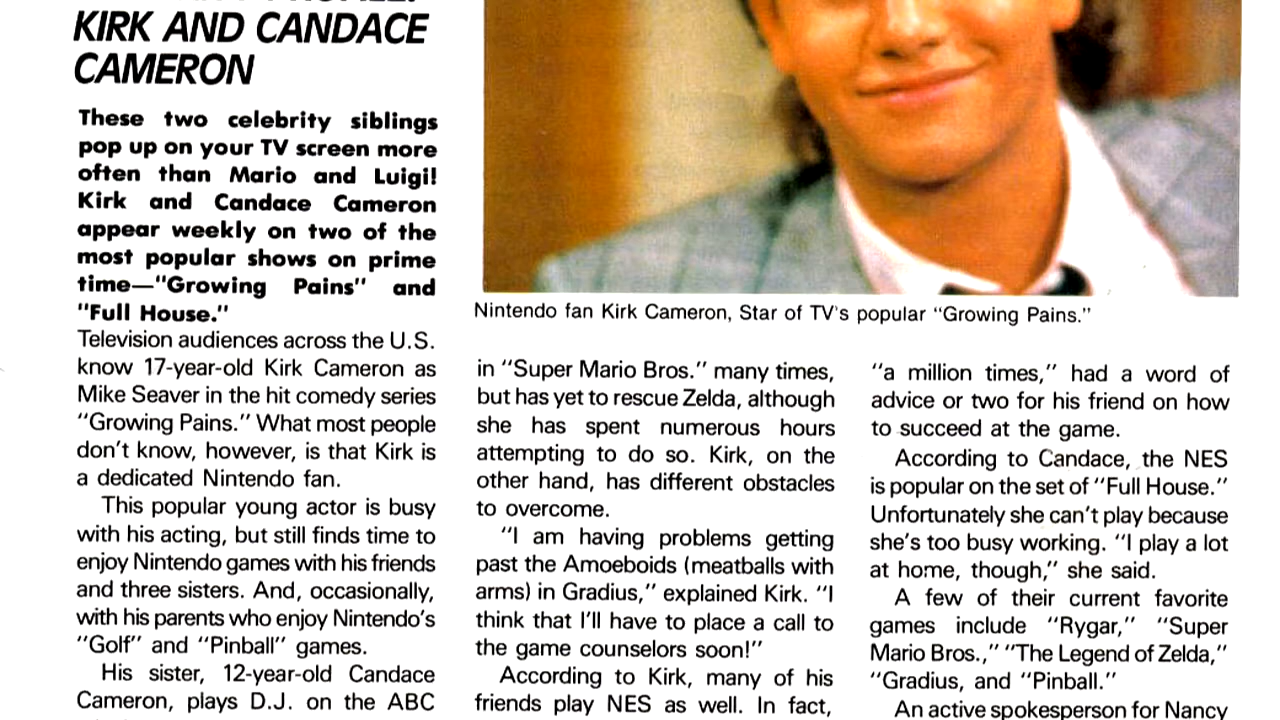 KIRK AND CANDACE
CAMERON
These two celebrity siblings
pop up on your TV screen more
often than Mario and Luigi!
Kirk and Candace Cameron
appear weekly on two of the
most popular shows on prime
time—"Growing Pains" and
"Full House."
Television audiences across the U.S.
know 17-year-old Kirk Cameron as
Mike Seaver in the hit comedy series
"Growing Pains." What most people
don't know, however, is that Kirk is
a dedicated Nintendo fan.
This popular young actor is busy
with his acting, but still finds time to
enjoy Nintendo games with his friends
and three sisters. And, occasionally,
with his parents who enjoy Nintendo's
"Golf" and "Pinball" games.
His sister, 12-year-old Candace
Cameron, plays D.J. on the ABC
Nintendo fan Kirk Cameron, Star of TV's popular "Growing Pains."
in "Super Mario Bros." many times,
but has yet to rescue Zelda, although
she has spent numerous hours
attempting to do so. Kirk, on the
other hand, has different obstacles
to overcome.
"I am having problems getting
past the Amoeboids (meatballs with
arms) in Gradius," explained Kirk. "I
think that I'll have to place a call to
the game counselors soon!"
According to Kirk, many of his
friends play NES as well. In fact,
"a million times," had a word of
advice or two for his friend on how
to succeed at the game.
According to Candace, the NES
is popular on the set of "Full House."
Unfortunately she can't play because
she's too busy working. "I play a lot
at home, though," she said.
A few of their current favorite
games include "Rygar," "Super
Mario Bros.," "The Legend of Zelda,"
"Gradius, and "Pinball."
An active spokesperson for Nancy